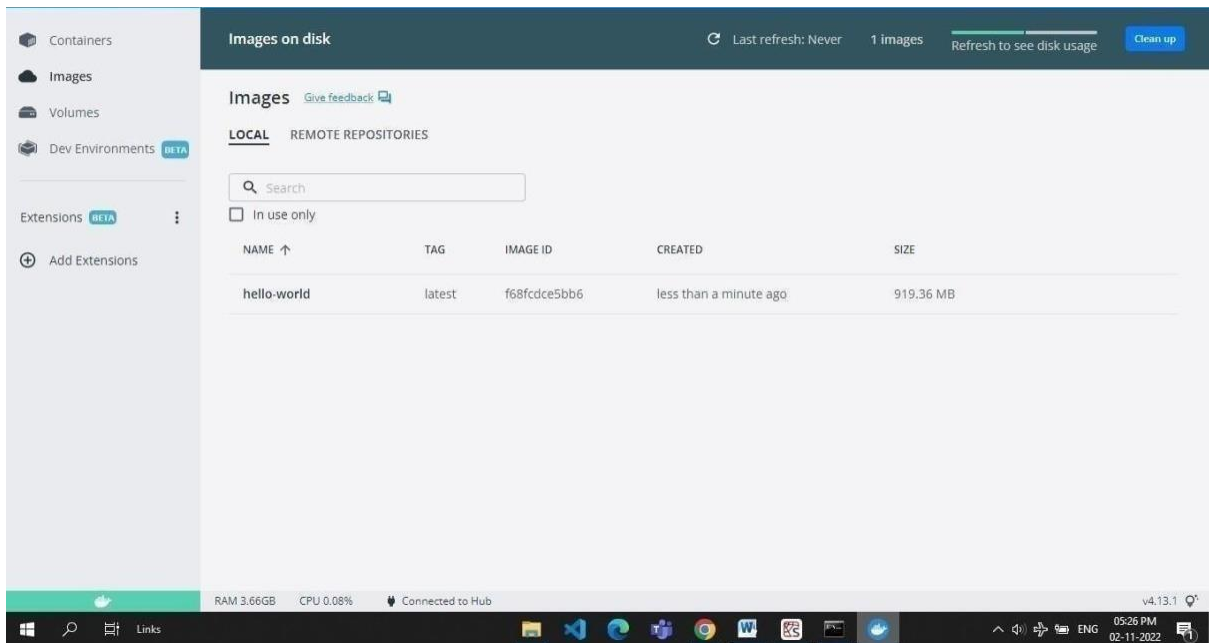 Containers
Images
Volumes
Dev Environments BETA
Extensions BETA
Add Extensions
Images on disk
Last refresh: Never
1 images
Refresh to see disk usage
Clean up
Images Give feedback
LOCAL REMOTE REPOSITORIES
Search
In use only
NAME TAG IMAGE ID CREATED SIZE
hello-world latest f68fcdce5bb6 less than a minute ago 919.36 MB
RAM 3.66GB CPU 0.08% Connected to Hub v4.13.1
Links
ENG
05:26 PM
02-11-2022